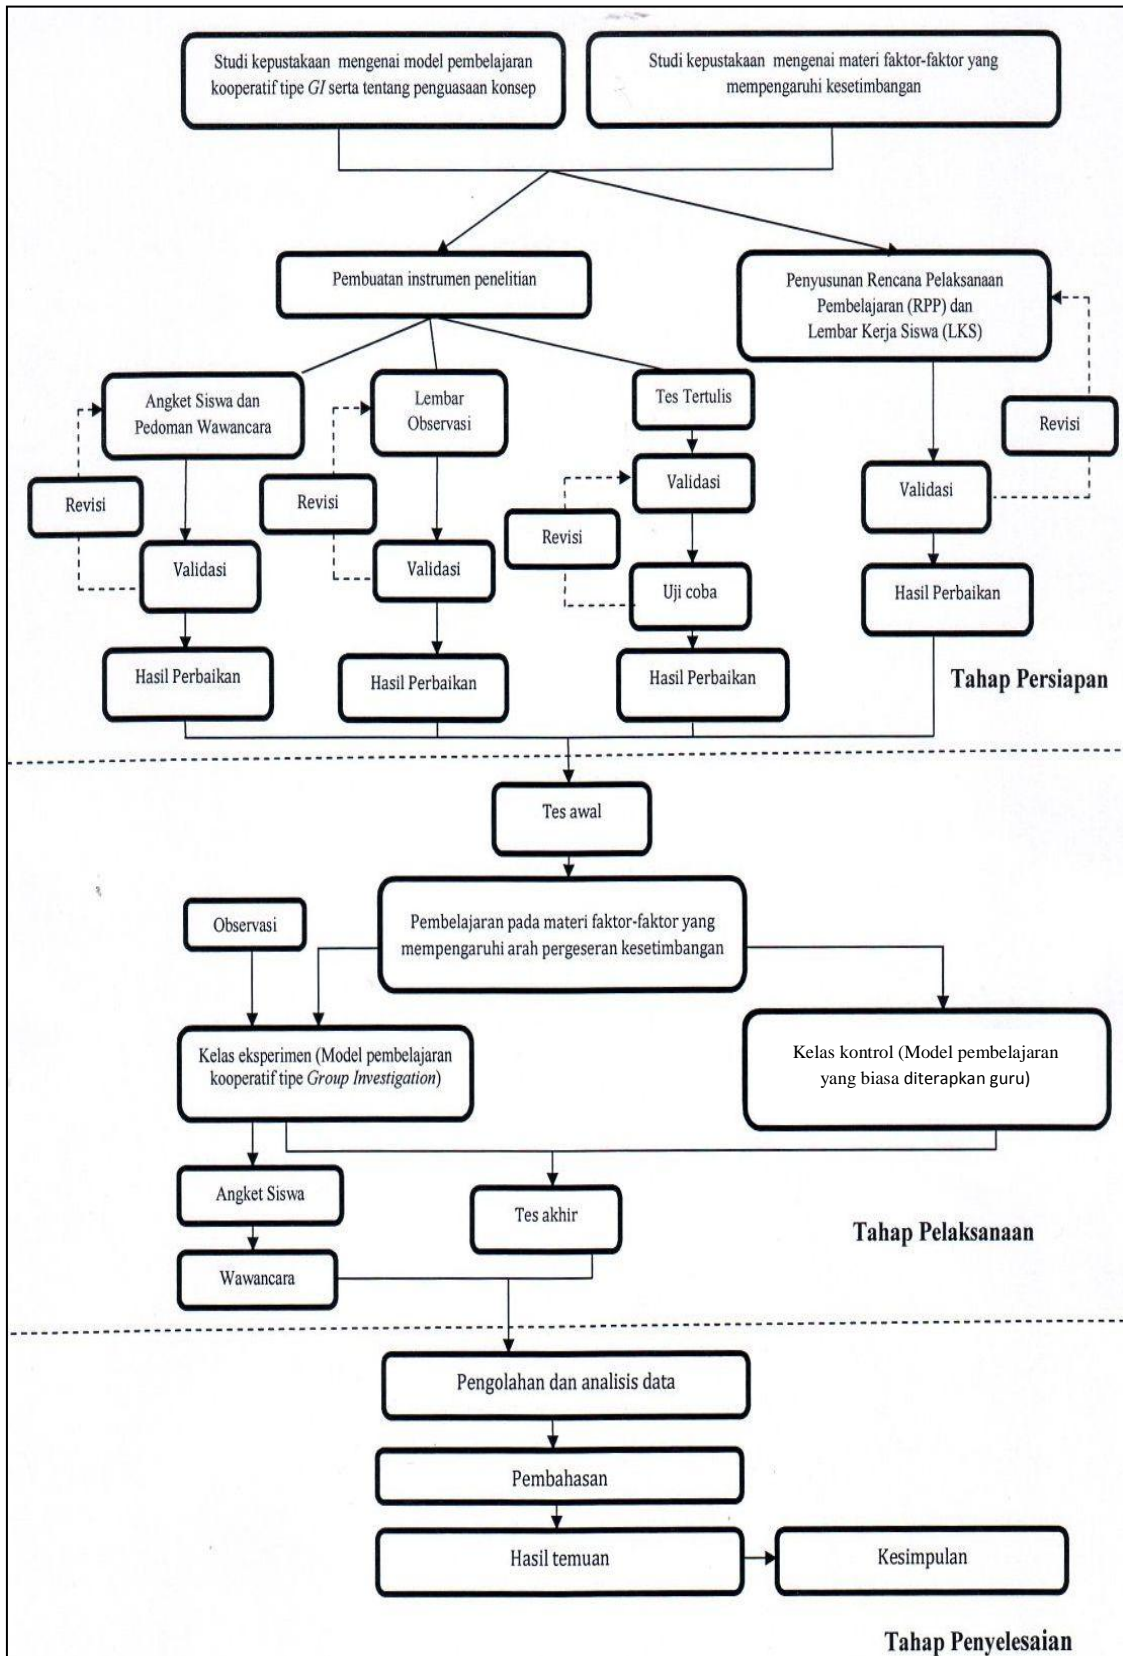 Studi kepustakaan mengenai model pembelajaran
kooperatif tipe GI serta tentang penguasaan konsep
Studi kepustakaan mengenai materi faktor-faktor yang
mempengaruhi kesetimbangan
Pembuatan instrumen penelitian
Penyusunan Rencana Pelaksanaan
Pembelajaran (RPP) dan
Lembar Kerja Siswa (LKS)
Angket Siswa dan
Pedoman Wawancara
Lembar
Observasi
Tes Tertulis
Revisi
Validasi
Validasi
Revisi
Revisi
Revisi
Validasi
Validasi
Uji coba
Hasil Perbaikan
Hasil Perbaikan
Hasil Perbaikan
Hasil Perbaikan
Tahap Persiapan
Tes awal
Observasi
Pembelajaran pada materi faktor-faktor yang
mempengaruhi arah pergeseran kesetimbangan
Kelas eksperimen (Model pembelajaran
kooperatif tipe Group Investigation)
Kelas kontrol (Model pembelajaran
yang biasa diterapkan guru)
Angket Siswa
Tes akhir
Tahap Pelaksanaan
Wawancara
Pengolahan dan analisis data
Pembahasan
Hasil temuan
Kesimpulan
Tahap Penyelesaian